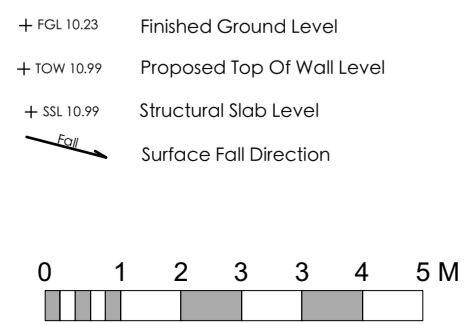 + FGL 10.23 Finished Ground Level
+ TOW 10.99 Proposed Top Of Wall Level
+ SSL 10.99 Structural Slab Level
Fall Surface Fall Direction
0 1 2 3 3 4 5 M